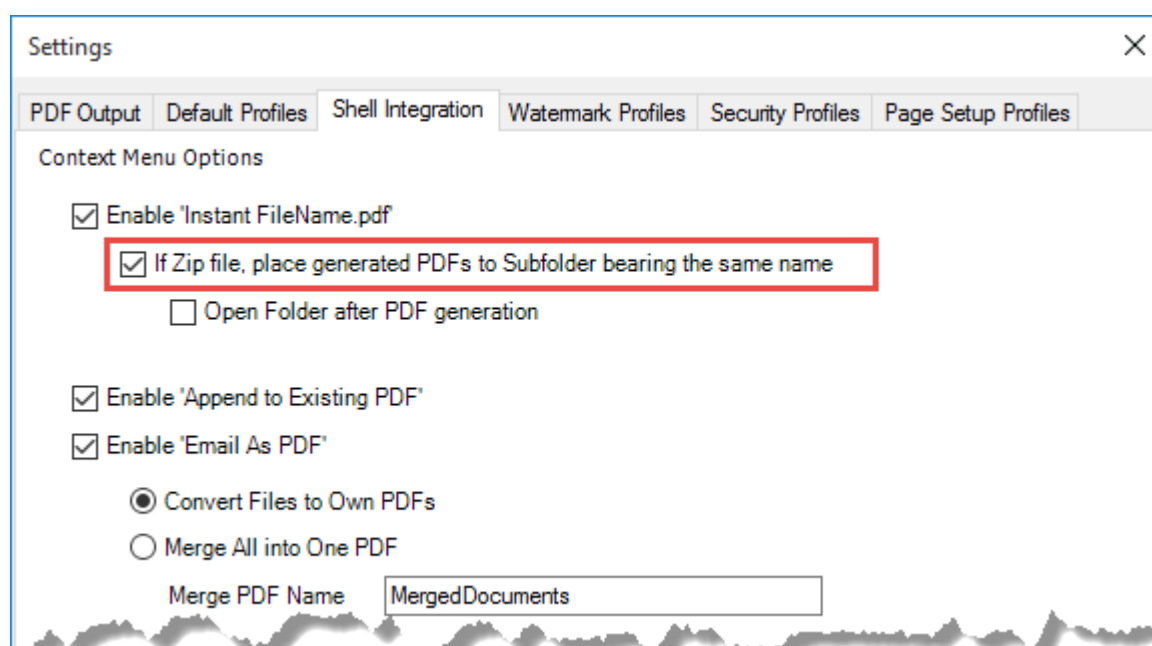 Settings
PDF Output Default Profiles Shell Integration Watermark Profiles Security Profiles Page Setup Profiles
Context Menu Options
Enable 'Instant FileName.pdf'
If Zip file, place generated PDFs to Subfolder bearing the same name
Open Folder after PDF generation
Enable 'Append to Existing PDF'
Enable 'Email As PDF'
Convert Files to Own PDFs
Merge All into One PDF
Merge PDF Name MergedDocuments